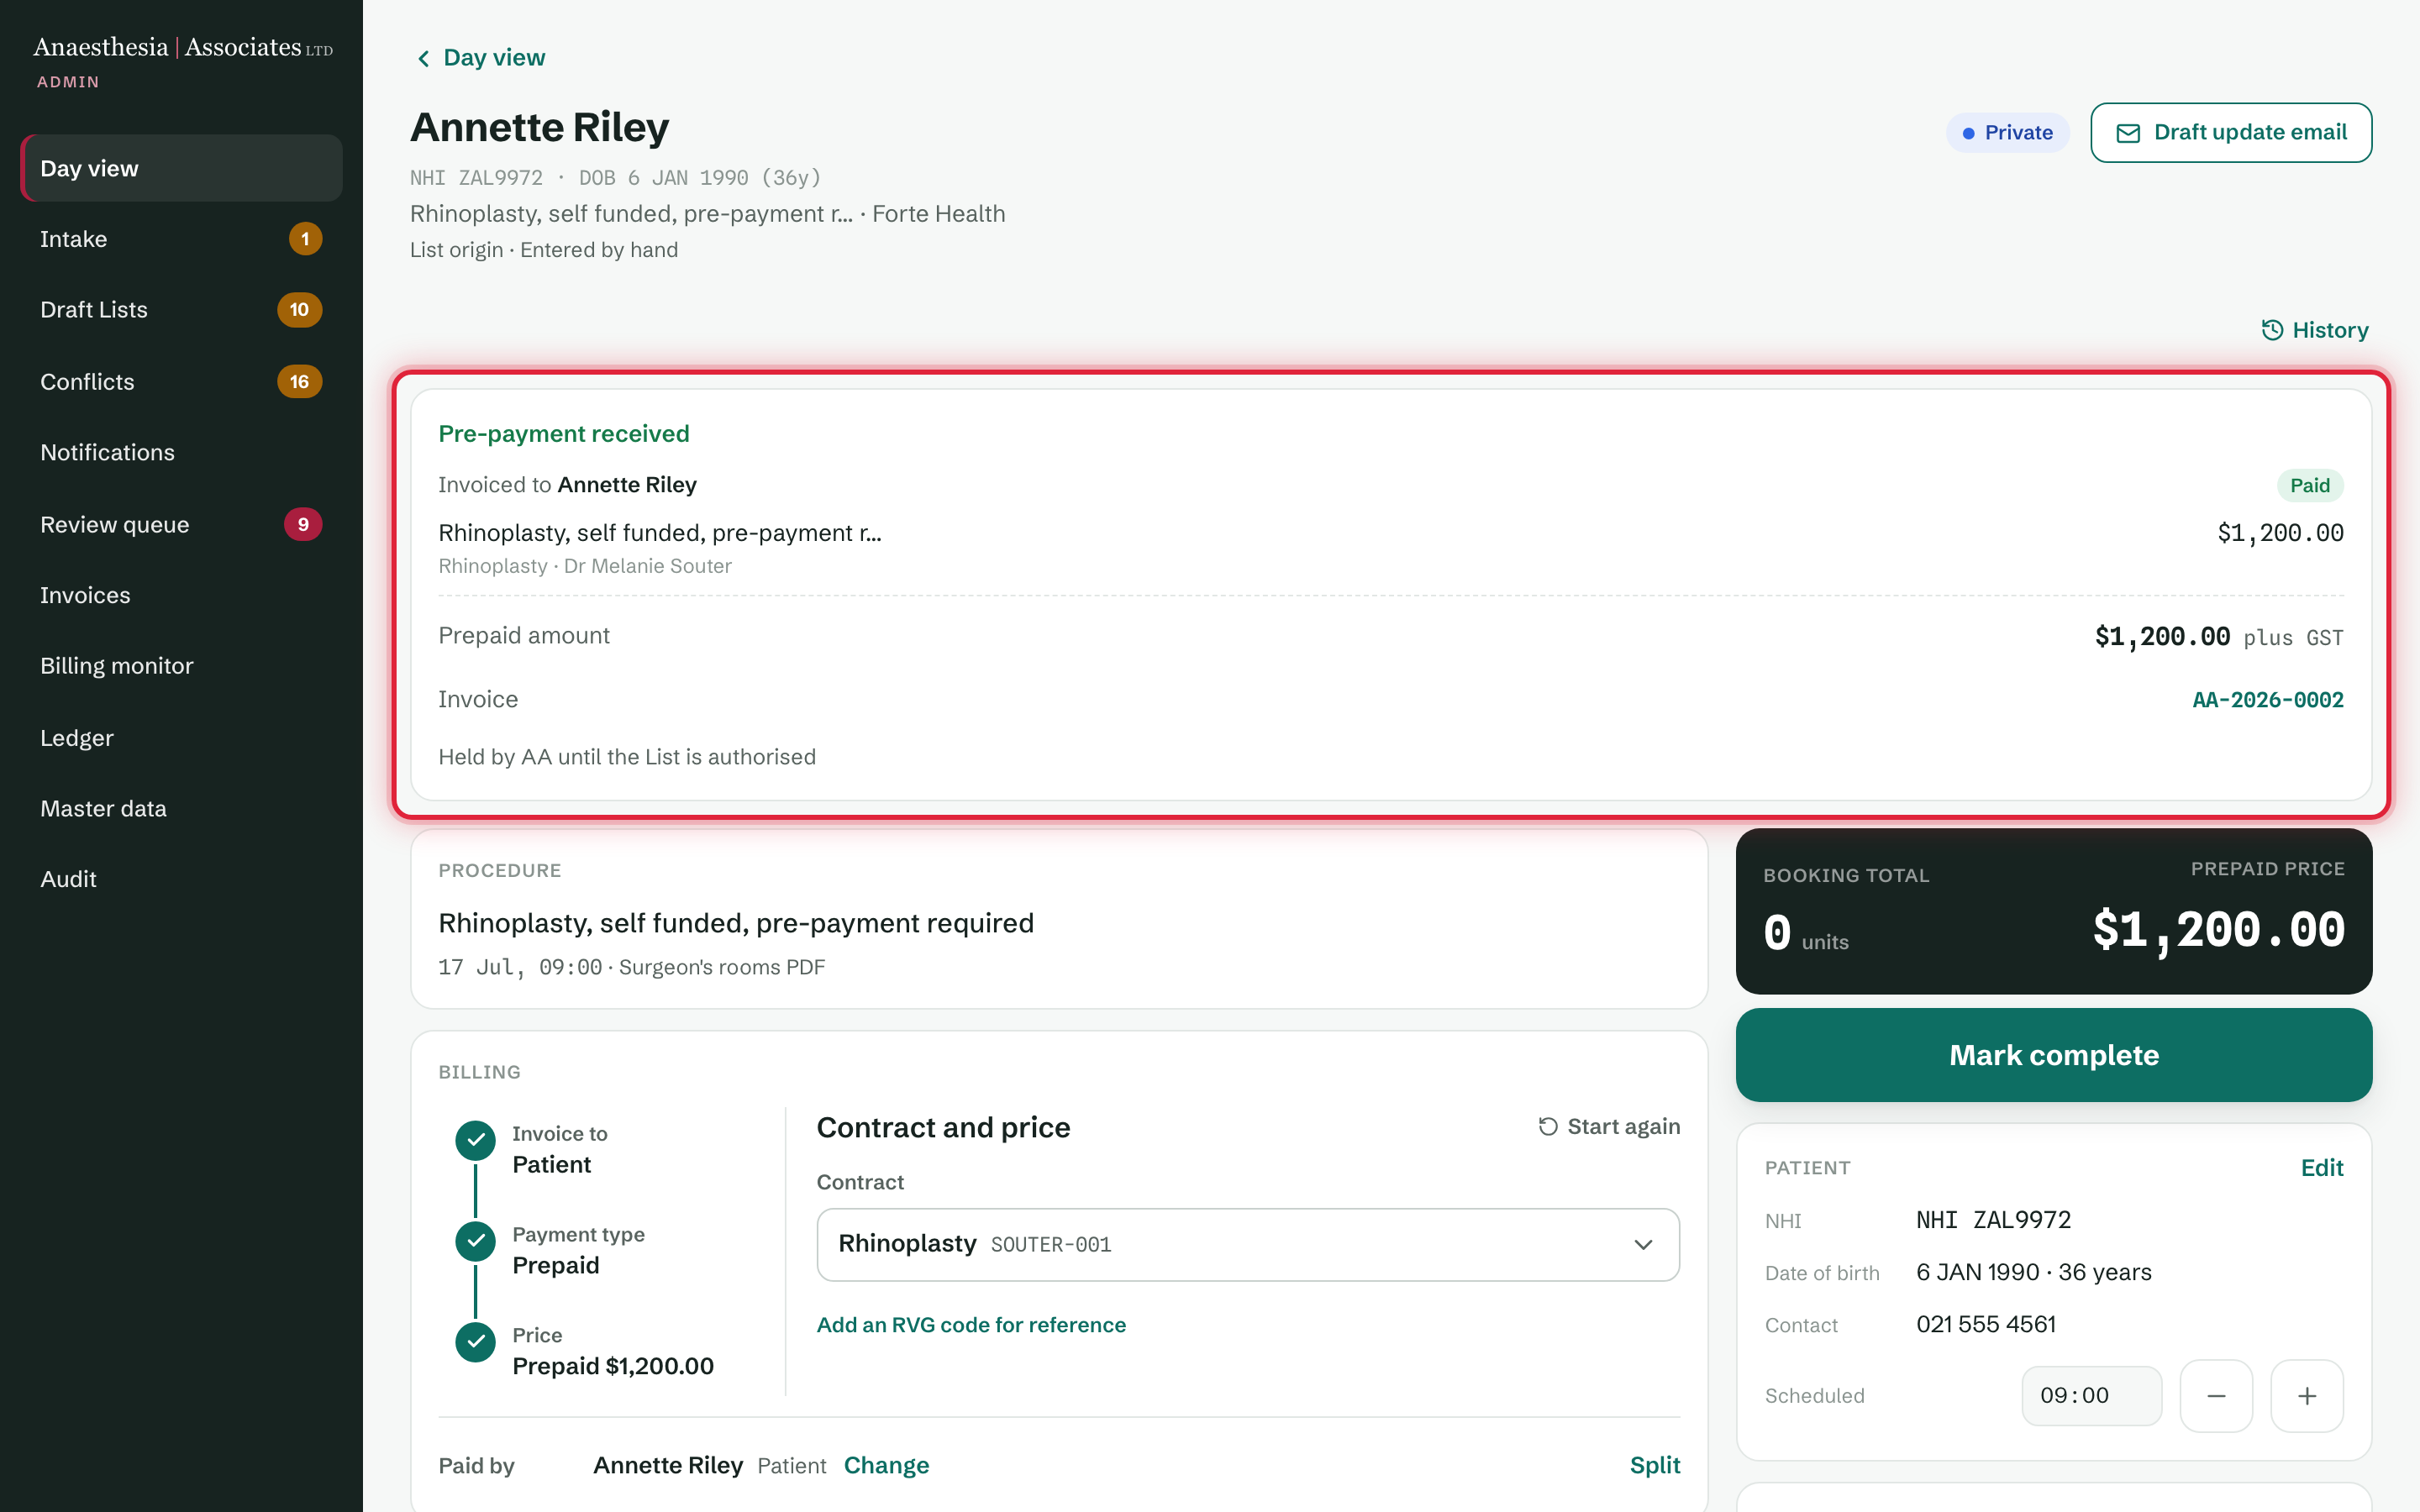 Anaesthesia | Associates LTD
ADMIN
Day view
Intake 1
Draft Lists 10
Conflicts 16
Notifications
Review queue 9
Invoices
Billing monitor
Ledger
Master data
Audit
Day view
Annette Riley
Private
Draft update email
NHI ZAL9972 · DOB 6 JAN 1990 (36y)
Rhinoplasty, self funded, pre-payment r... · Forte Health
List origin · Entered by hand
History
Pre-payment received
Invoiced to Annette Riley Paid
Rhinoplasty, self funded, pre-payment r... $1,200.00
Rhinoplasty · Dr Melanie Souter
Prepaid amount $1,200.00 plus GST
Invoice AA-2026-0002
Held by AA until the List is authorised
PROCEDURE
Rhinoplasty, self funded, pre-payment required
17 Jul, 09:00 · Surgeon's rooms PDF
BILLING
Invoice to
Patient
Payment type
Prepaid
Price
Prepaid $1,200.00
Contract and price Start again
Contract
Rhinoplasty SOUTER-001
Add an RVG code for reference
Paid by Annette Riley Patient Change Split
BOOKING TOTAL PREPAID PRICE
0 units $1,200.00
Mark complete
PATIENT Edit
NHI NHI ZAL9972
Date of birth 6 JAN 1990 · 36 years
Contact 021 555 4561
Scheduled 09:00 − +